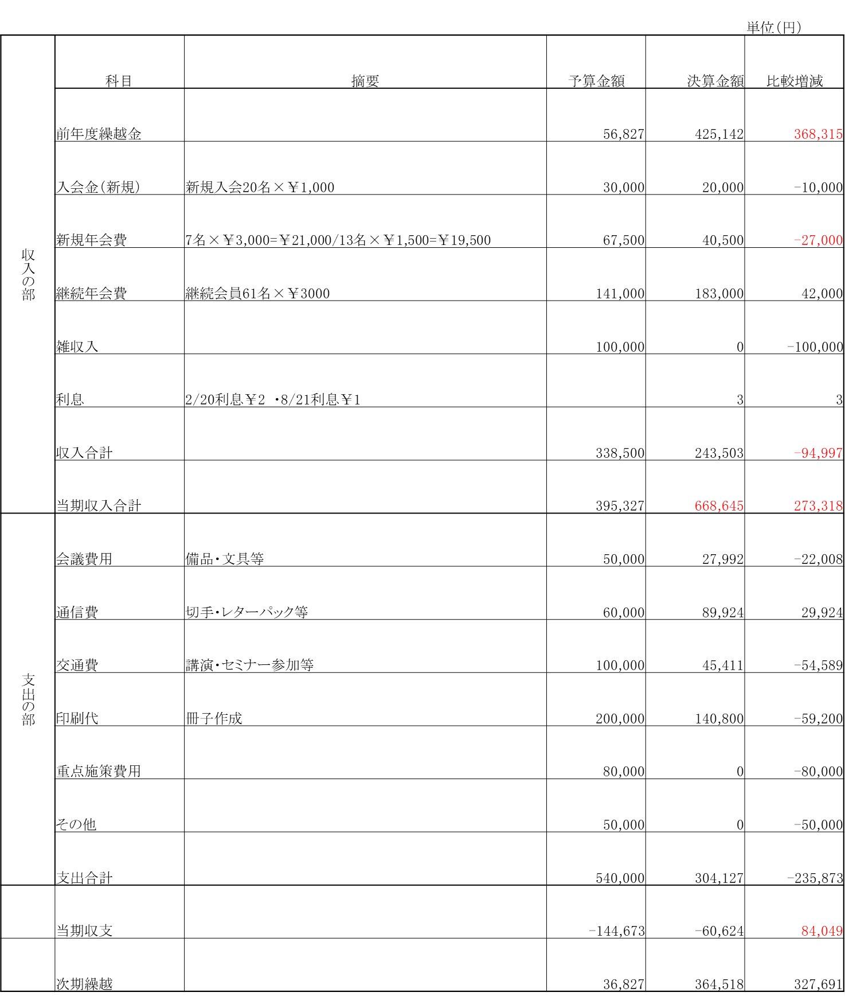 単位(円)
科目 摘要 予算金額 決算金額 比較増減
収入の部
前年度繰越金 56,827 425,142 368,315
入会金(新規) 新規入会20名×￥1,000 30,000 20,000 -10,000
新規年会費 7名×￥3,000=￥21,000/13名×￥1,500=￥19,500 67,500 40,500 -27,000
継続年会費 継続会員61名×￥3000 141,000 183,000 42,000
雑収入 100,000 0 -100,000
利息 2/20利息￥2 ・8/21利息￥1 3 3
収入合計 338,500 243,503 -94,997
当期収入合計 395,327 668,645 273,318
支出の部
会議費用 備品・文具等 50,000 27,992 -22,008
通信費 切手・レターパック等 60,000 89,924 29,924
交通費 講演・セミナー参加等 100,000 45,411 -54,589
印刷代 冊子作成 200,000 140,800 -59,200
重点施策費用 80,000 0 -80,000
その他 50,000 0 -50,000
支出合計 540,000 304,127 -235,873
当期収支 -144,673 -60,624 84,049
次期繰越 36,827 364,518 327,691